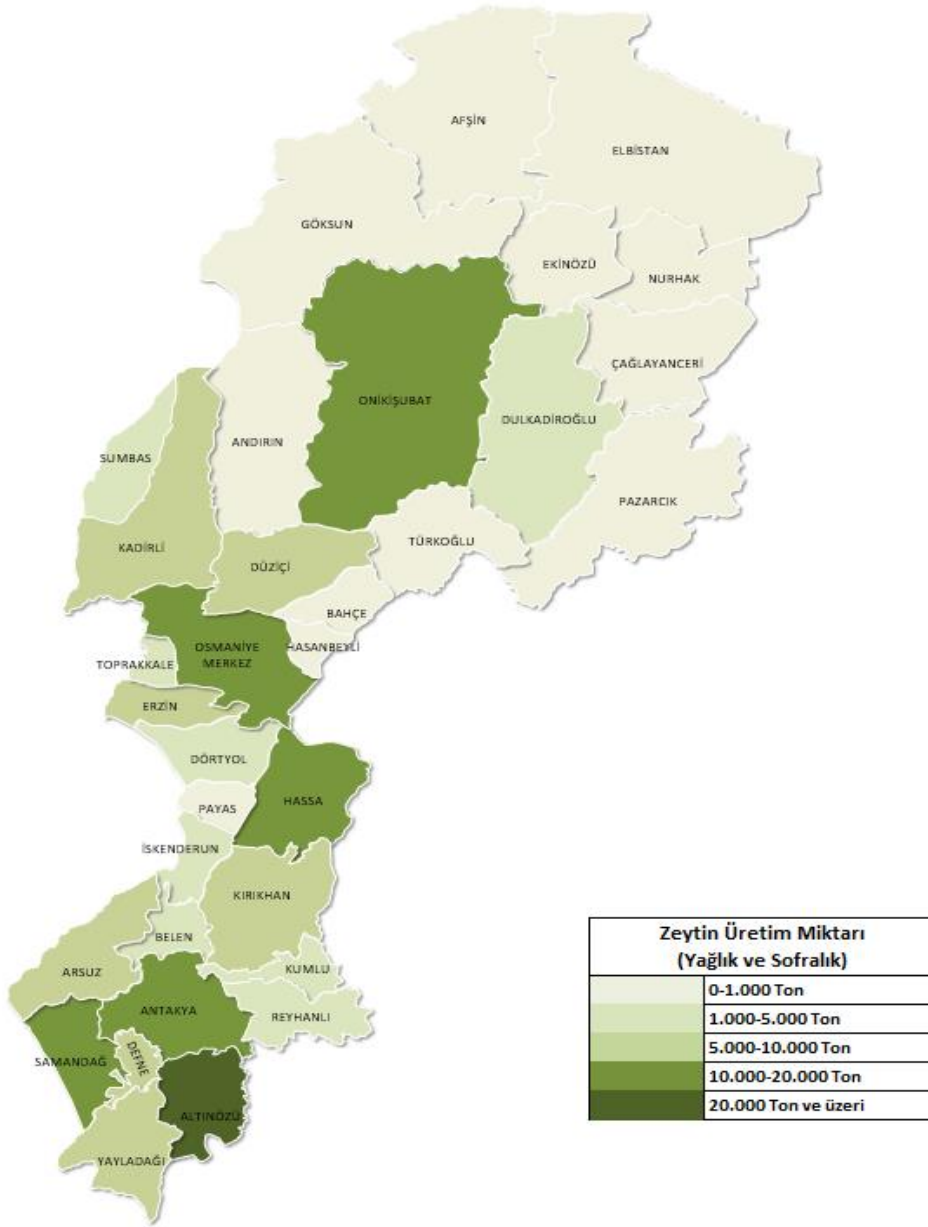 AFŞİN
ELBİSTAN
GÖKSUN
EKİNÖZÜ
NURHAK
ÇAĞLAYANCERİ
ONİKİŞUBAT
DULKADİROĞLU
ANDIRIN
SUMBAS
PAZARCIK
TÜRKOĞLU
KADİRLİ
DÜZİÇİ
BAHÇE
HASANBEYLİ
OSMANİYE
MERKEZ
TOPRAKKALE
ERZİN
DÖRTYOL
HASSA
PAYAS
İSKENDERUN
KIRIKHAN
BELEN
ARSUZ
KUMLU
ANTAKYA
REYHANLI
DEFNE
SAMANDAĞ
ALTINÖZÜ
YAYLADAĞI
Zeytin Üretim Miktarı
(Yağlık ve Sofralık)
0-1.000 Ton
1.000-5.000 Ton
5.000-10.000 Ton
10.000-20.000 Ton
20.000 Ton ve üzeri